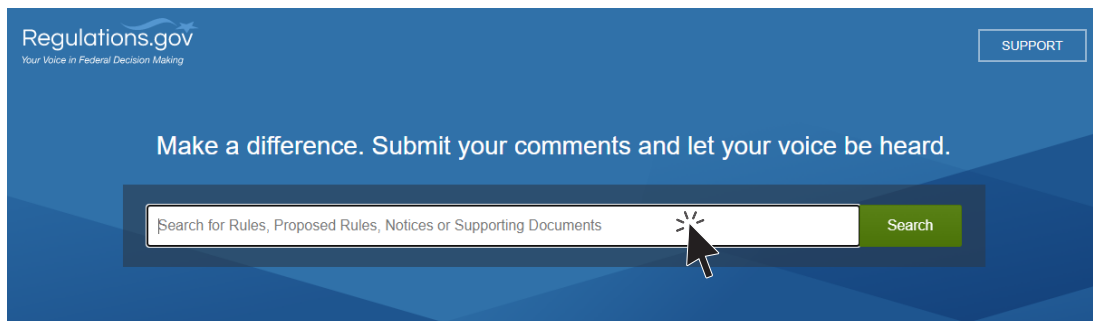 Regulations.gov
Your Voice in Federal Decision Making
SUPPORT
Make a difference. Submit your comments and let your voice be heard.
Search for Rules, Proposed Rules, Notices or Supporting Documents
Search